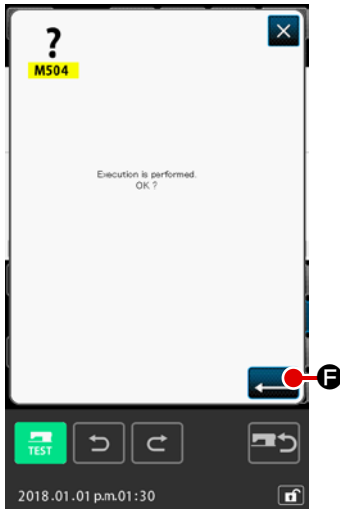 ?
M504
Execution is performed.
OK ?
F
TEST
2018.01.01 p.m.01:30